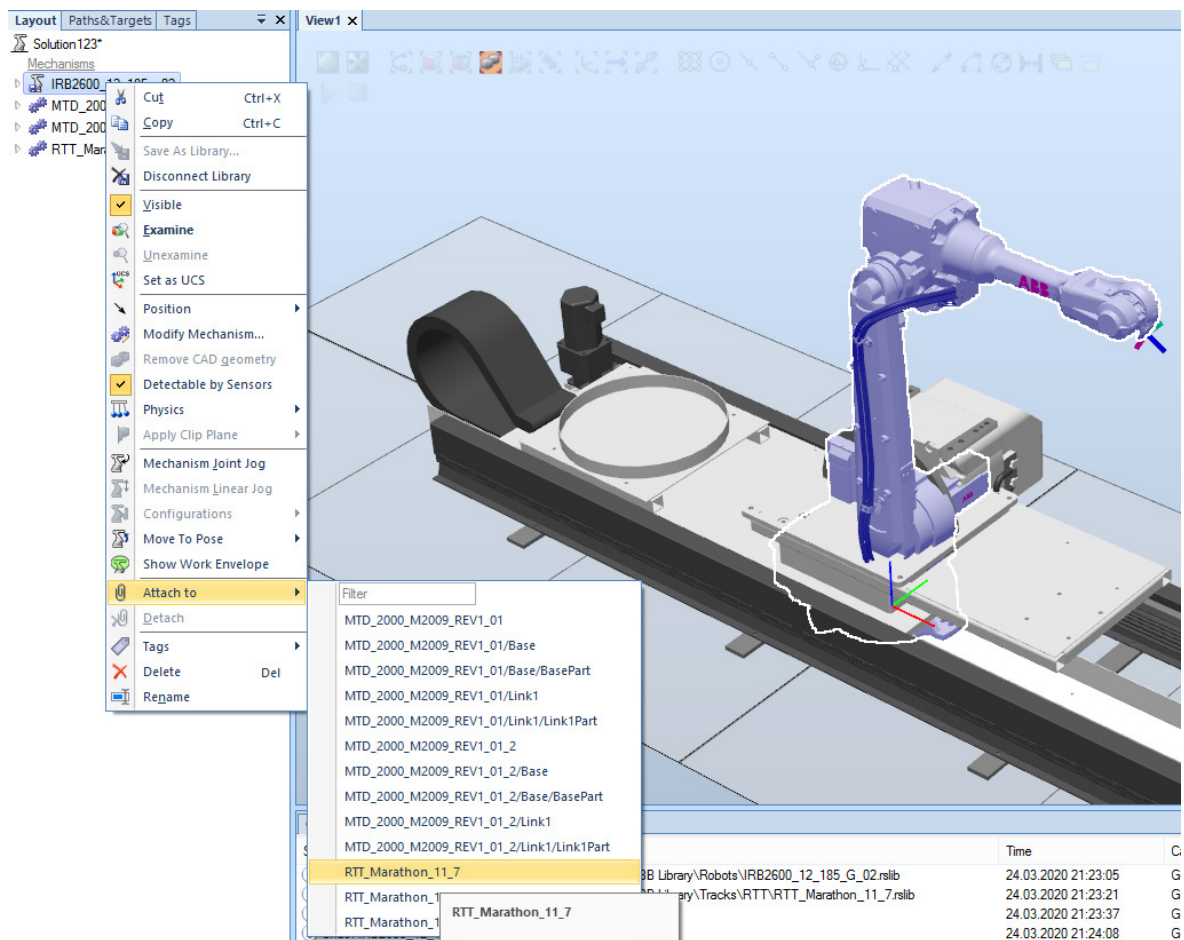 Layout Paths&Targets Tags
View1
Solution123*
Mechanisms
IRB2600_12_185_
MTD_200
MTD_200
RTT_Mar
Cut Ctrl+X
Copy Ctrl+C
Save As Library...
Disconnect Library
Visible
Examine
Unexamine
UCS Set as UCS
Position
Modify Mechanism...
Remove CAD geometry
Detectable by Sensors
Physics
Apply Clip Plane
Mechanism Joint Jog
Mechanism Linear Jog
Configurations
Move To Pose
Show Work Envelope
Attach to
Detach
Tags
Delete Del
Rename
Filter
MTD_2000_M2009_REV1_01
MTD_2000_M2009_REV1_01/Base
MTD_2000_M2009_REV1_01/Base/BasePart
MTD_2000_M2009_REV1_01/Link1
MTD_2000_M2009_REV1_01/Link1/Link1Part
MTD_2000_M2009_REV1_01_2
MTD_2000_M2009_REV1_01_2/Base
MTD_2000_M2009_REV1_01_2/Base/BasePart
MTD_2000_M2009_REV1_01_2/Link1
MTD_2000_M2009_REV1_01_2/Link1/Link1Part
RTT_Marathon_11_7
RTT_Marathon_1
RTT_Marathon_1
RTT_Marathon_11_7
ABB
ABB
Time
BB Library\Robots\IRB2600_12_185_G_02.rslib 24.03.2020 21:23:05 G
BB Library\Tracks\RTT\RTT_Marathon_11_7.rslib 24.03.2020 21:23:21 G
24.03.2020 21:23:37 G
24.03.2020 21:24:08 G